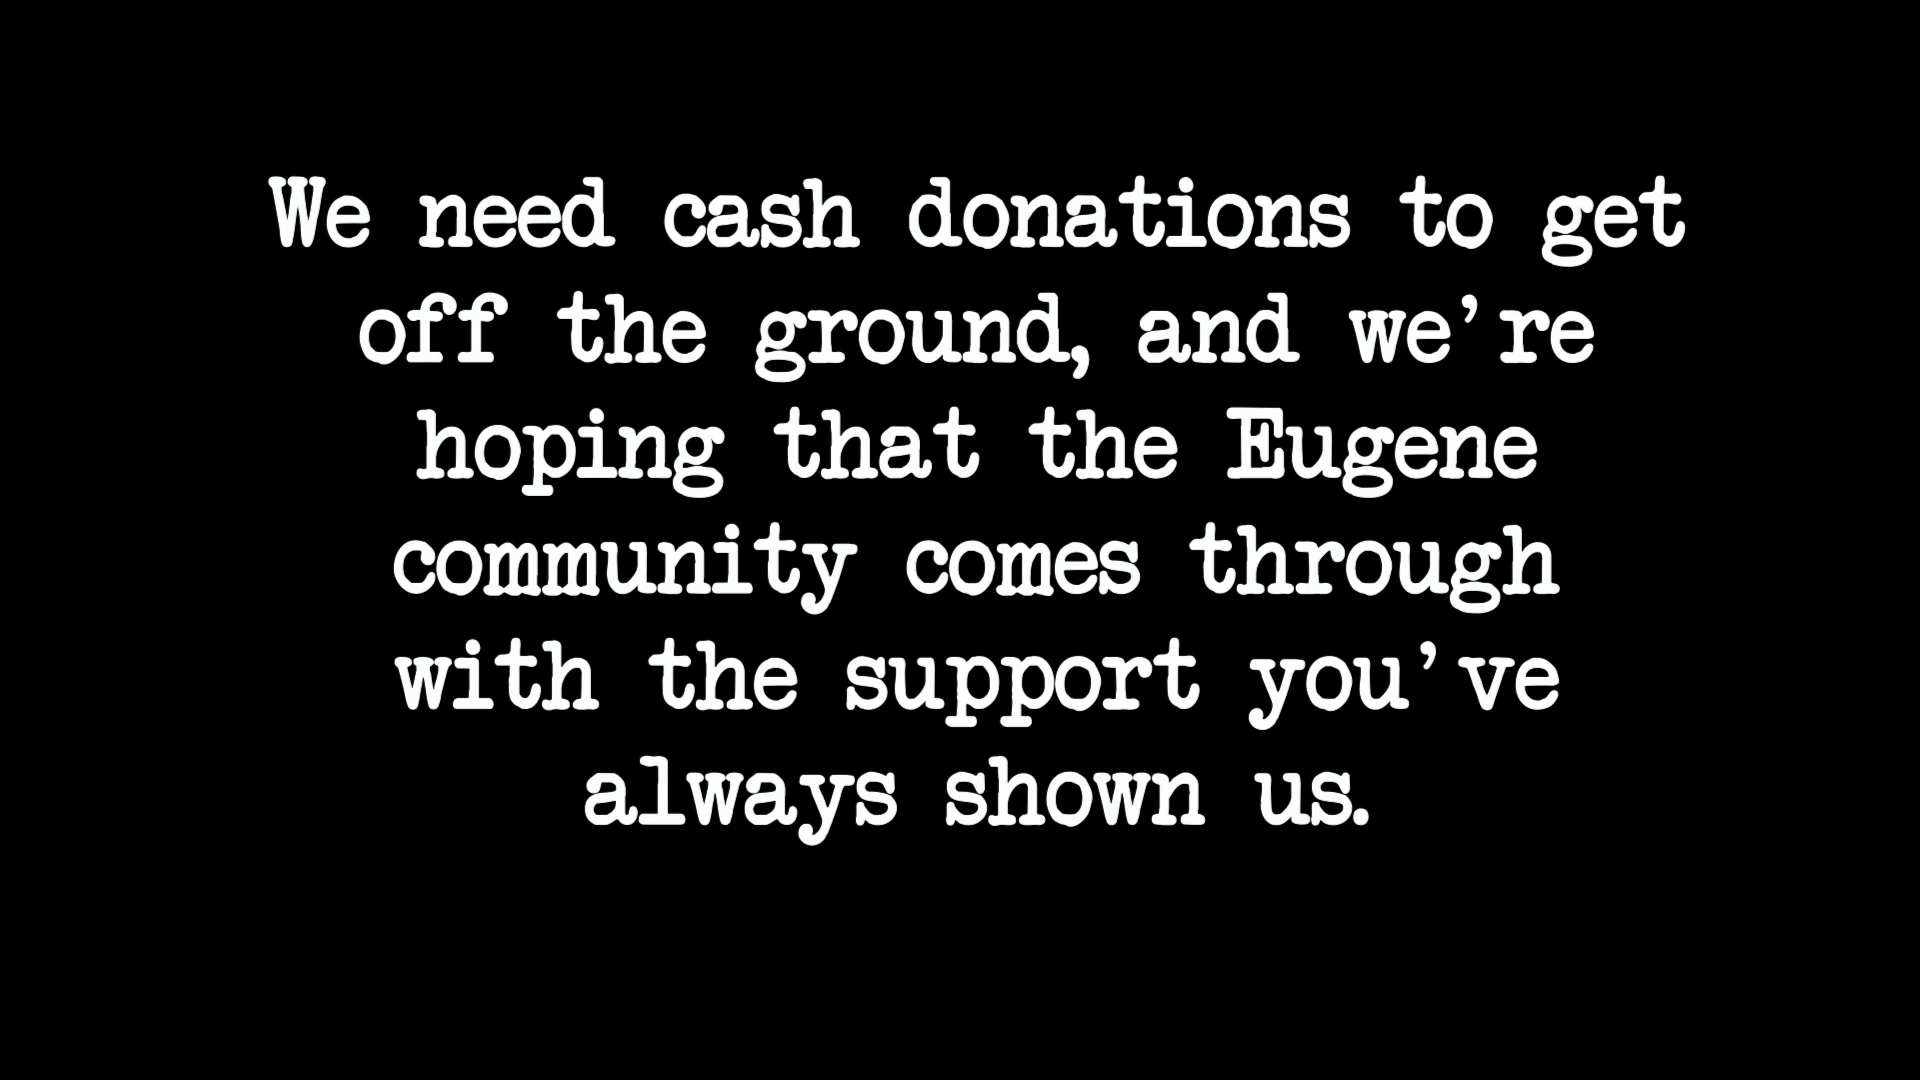 We need cash donations to get
off the ground, and we're
hoping that the Eugene
community comes through
with the support you've
always shown us.